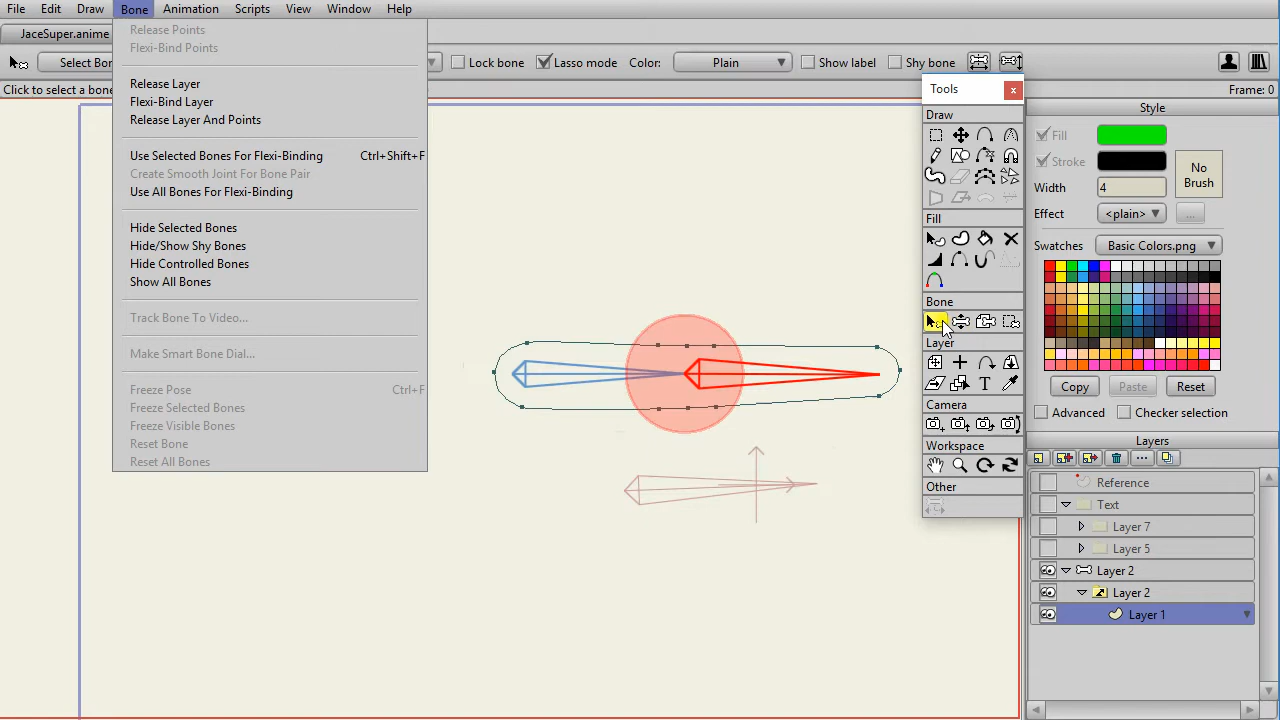 File Edit Draw Bone Animation Scripts View Window Help
JaceSuper.anime
Select Bon
Lock bone
Lasso mode
Color:
Plain
Show label
Shy bone
Click to select a bone
Frame: 0
Release Points
Flexi-Bind Points
Release Layer
Flexi-Bind Layer
Release Layer And Points
Use Selected Bones For Flexi-Binding Ctrl+Shift+F
Create Smooth Joint For Bone Pair
Use All Bones For Flexi-Binding
Hide Selected Bones
Hide/Show Shy Bones
Hide Controlled Bones
Show All Bones
Track Bone To Video...
Make Smart Bone Dial...
Freeze Pose Ctrl+F
Freeze Selected Bones
Freeze Visible Bones
Reset Bone
Reset All Bones
Tools
x
Draw
Fill
Bone
Layer
T
Camera
Workspace
Other
Style
Fill
Stroke
No
Brush
Width 4
Effect <plain> ...
Swatches Basic Colors.png
Copy Paste Reset
Advanced Checker selection
Layers
Reference
Text
Layer 7
Layer 5
Layer 2
Layer 2
Layer 1